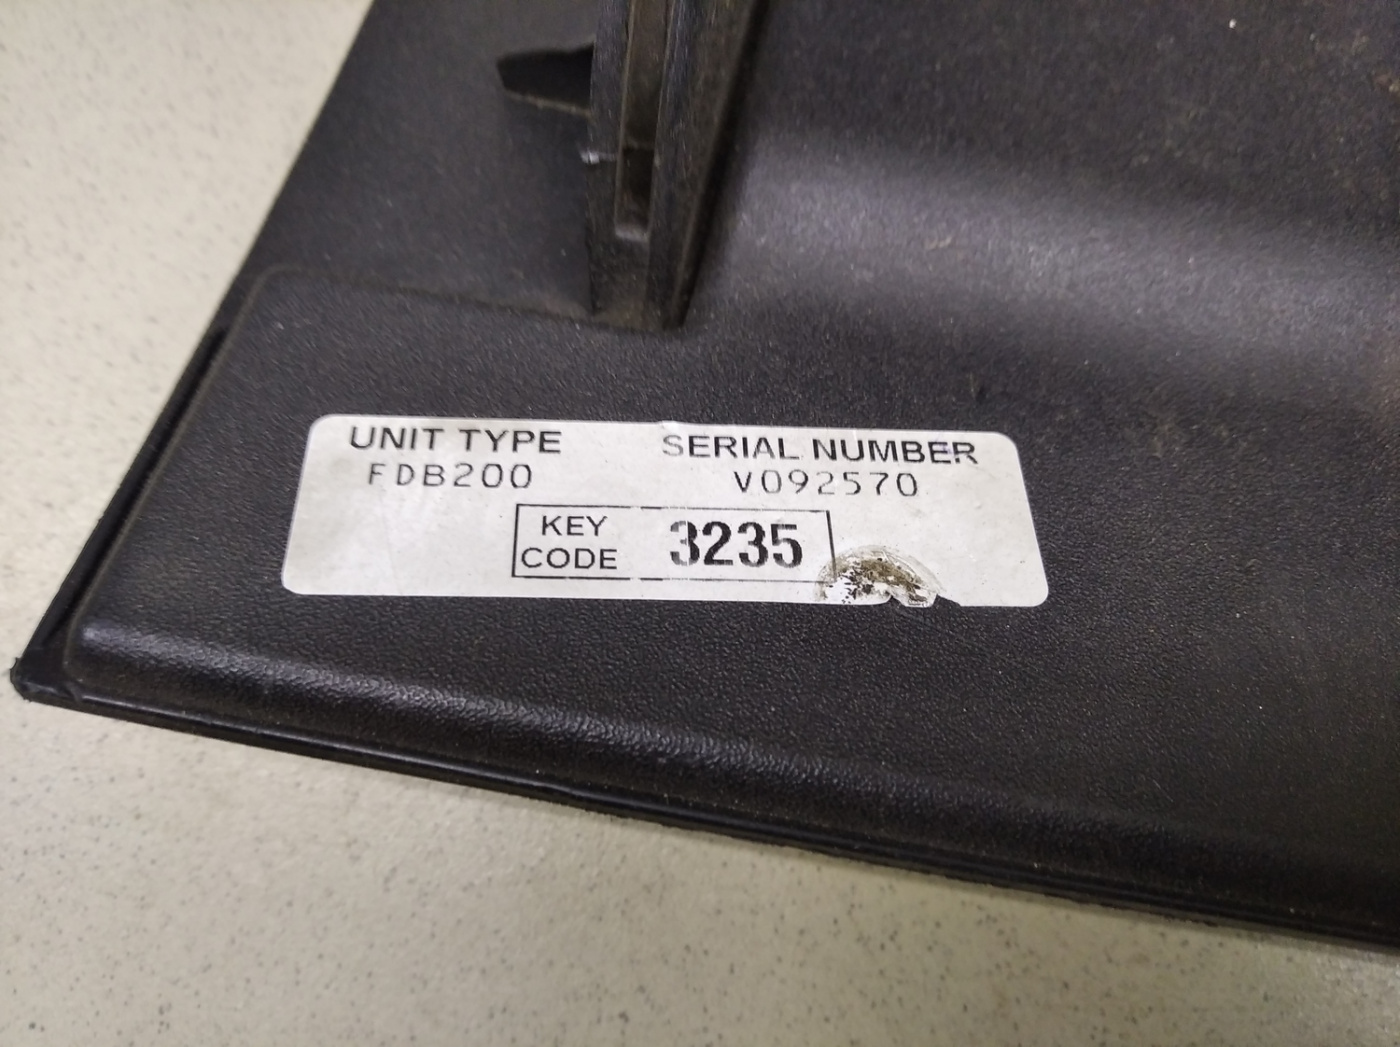 UNIT TYPE SERIAL NUMBER
FDB200 V092570
KEY CODE 3235